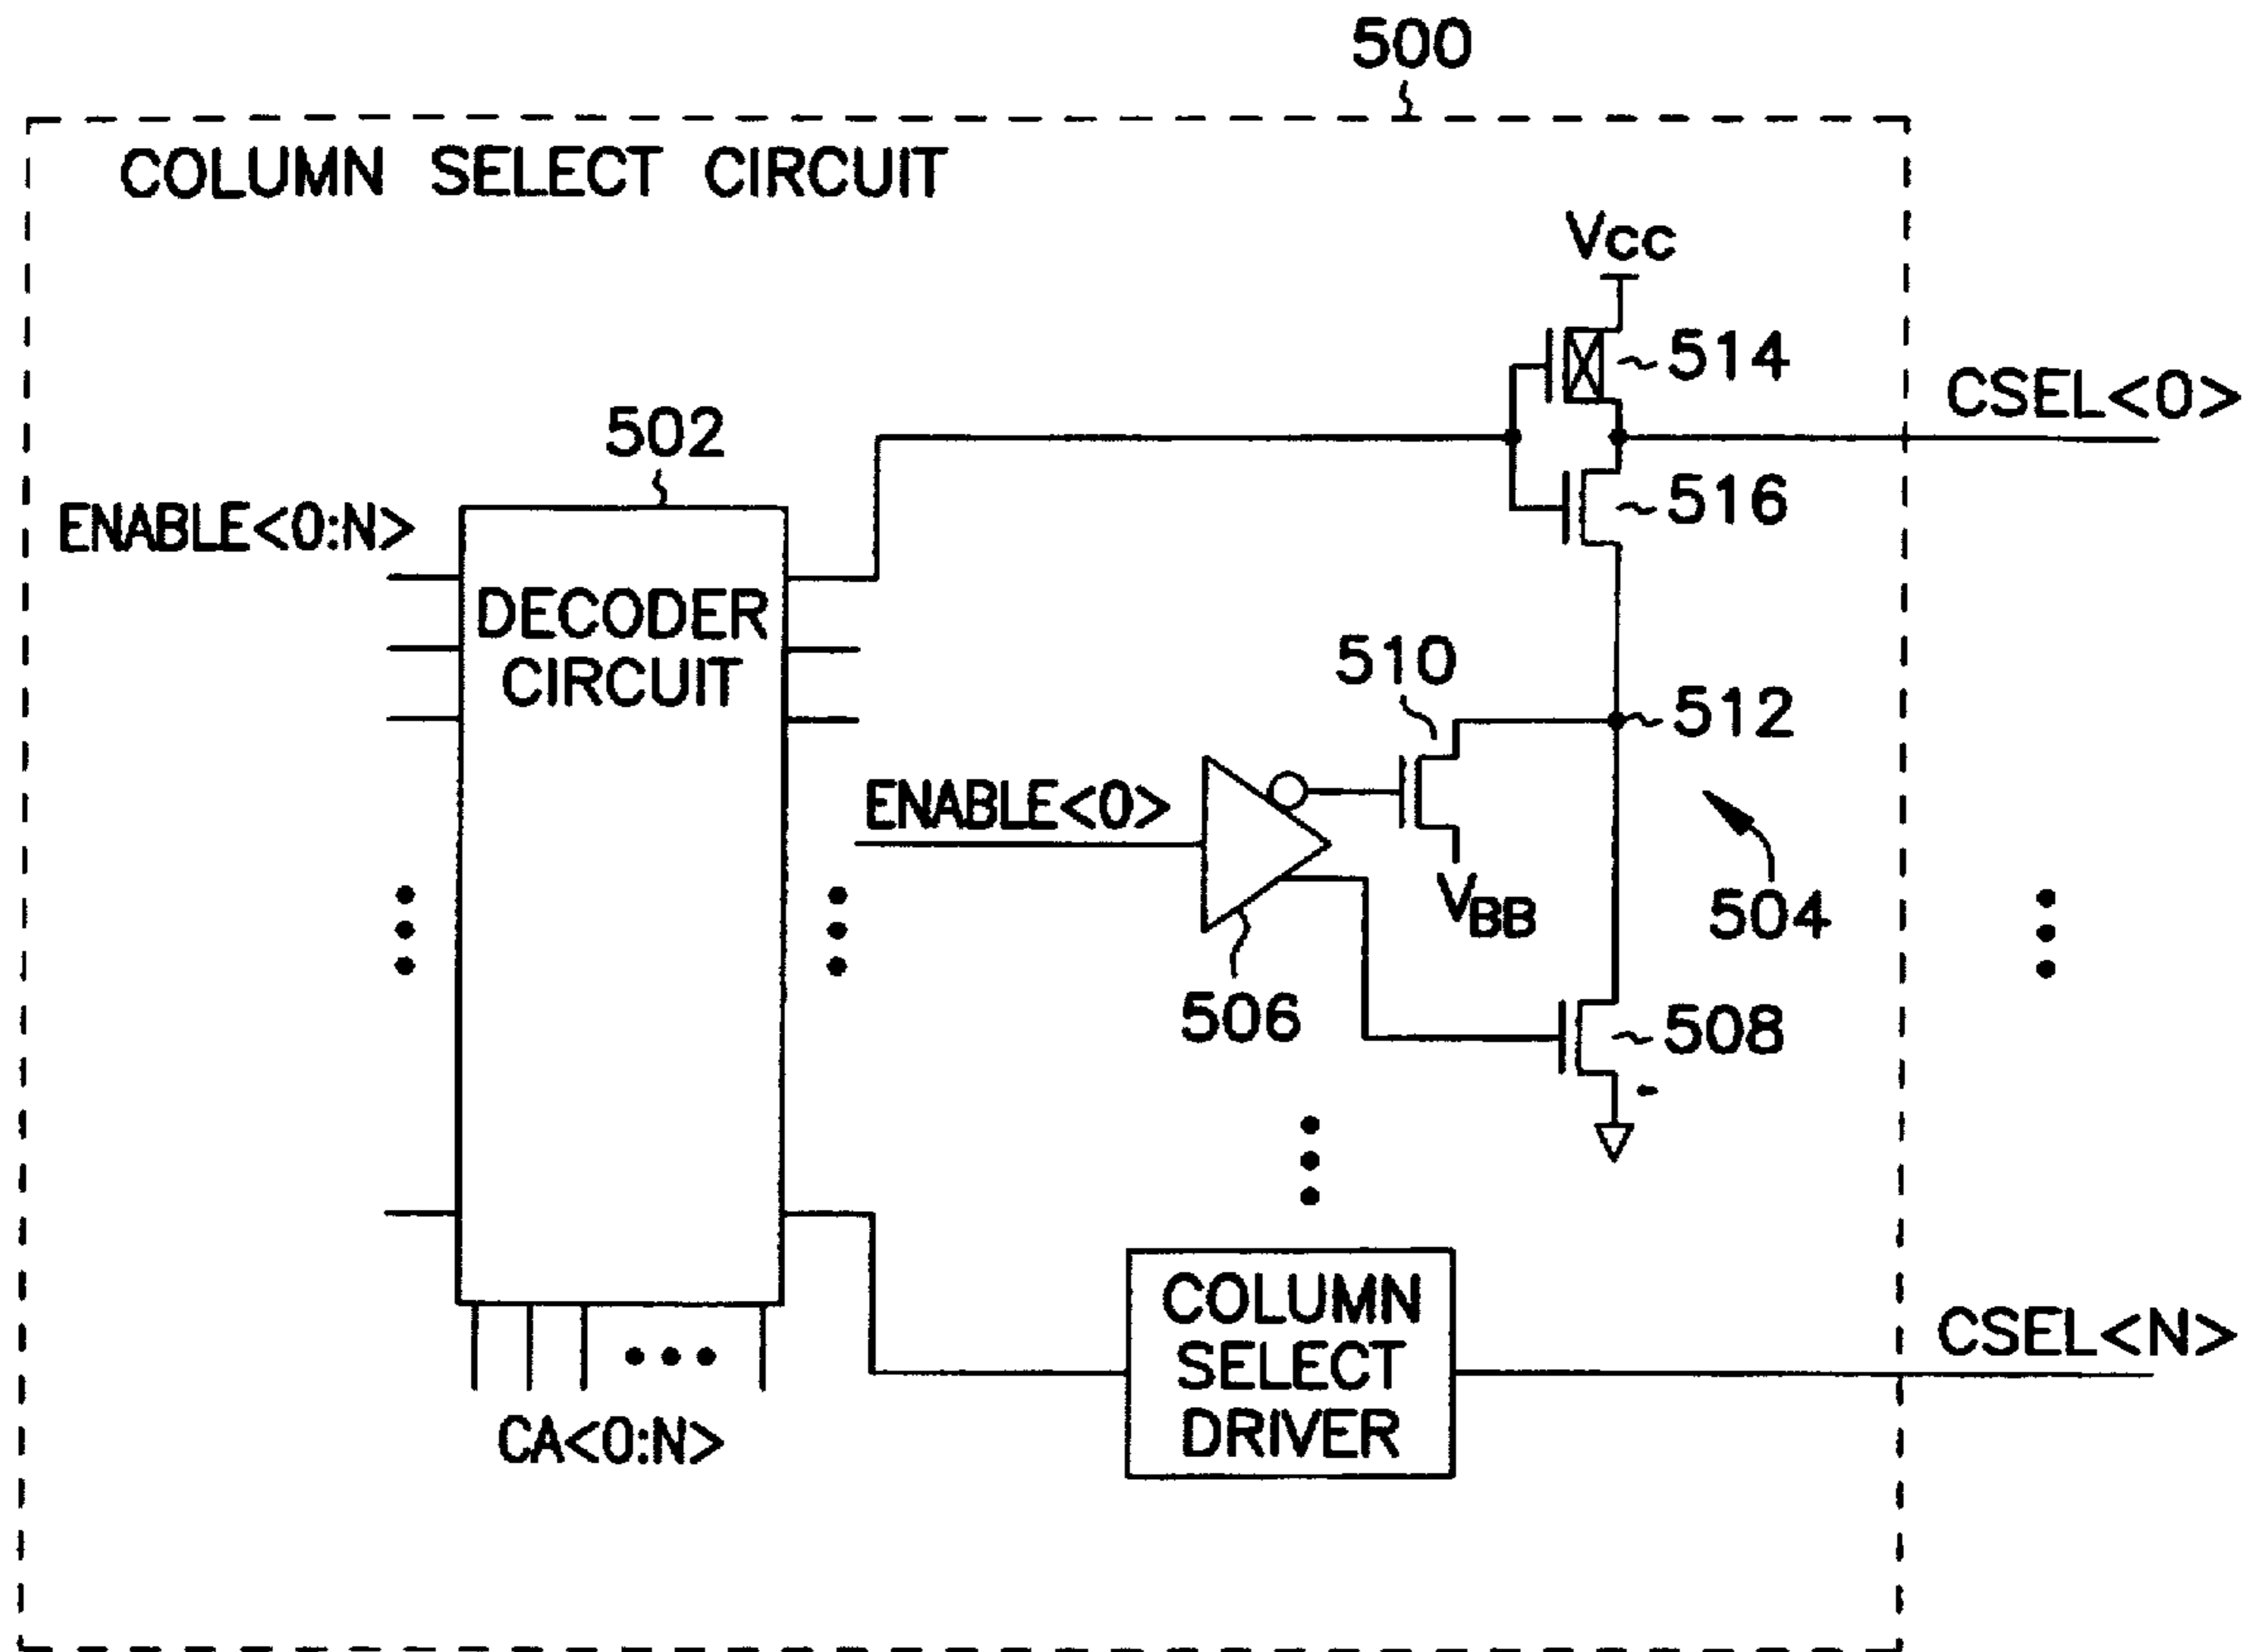 500
COLUMN SELECT CIRCUIT
Vcc
514
CSEL<0>
502
516
ENABLE<0:N>
DECODER
CIRCUIT
510
512
ENABLE<0>
VBB
504
506
508
COLUMN
SELECT
DRIVER
CSEL<N>
CA<0:N>